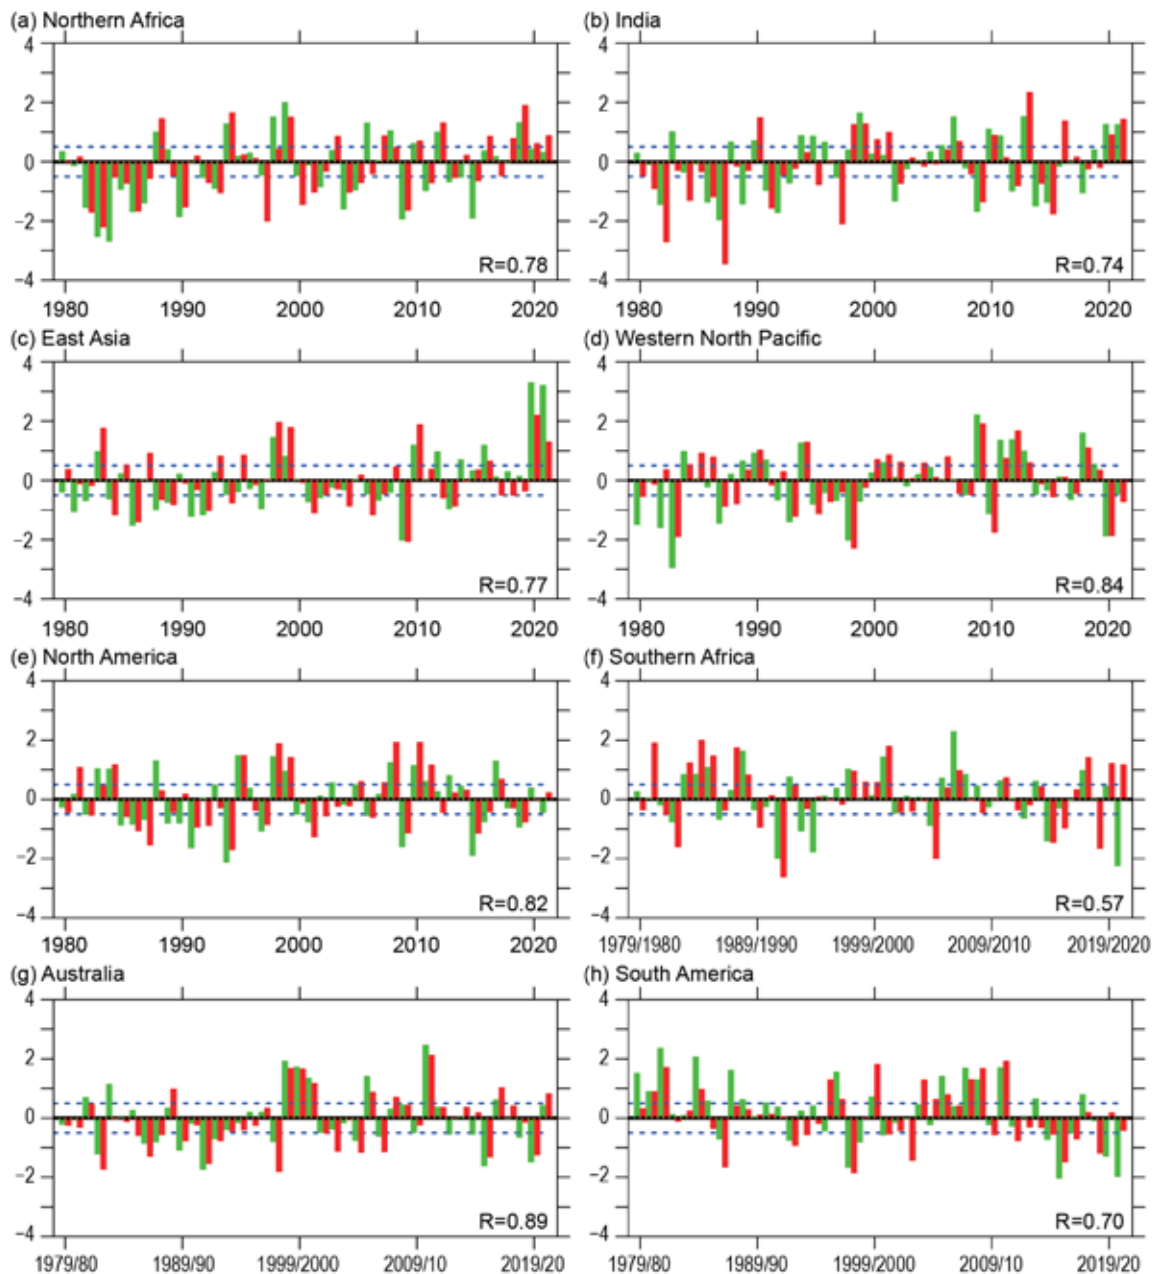 (a) Northern Africa
4
2
0
−2
−4
R=0.78
1980 1990 2000 2010 2020
(b) India
4
2
0
−2
−4
R=0.74
1980 1990 2000 2010 2020
(c) East Asia
4
2
0
−2
−4
R=0.77
1980 1990 2000 2010 2020
(d) Western North Pacific
4
2
0
−2
−4
R=0.84
1980 1990 2000 2010 2020
(e) North America
4
2
0
−2
−4
R=0.82
1980 1990 2000 2010 2020
(f) Southern Africa
4
2
0
−2
−4
R=0.57
1979/1980 1989/1990 1999/2000 2009/2010 2019/2020
(g) Australia
4
2
0
−2
−4
R=0.89
1979/80 1989/90 1999/2000 2009/10 2019/20
(h) South America
4
2
0
−2
−4
R=0.70
1979/80 1989/90 1999/2000 2009/10 2019/20